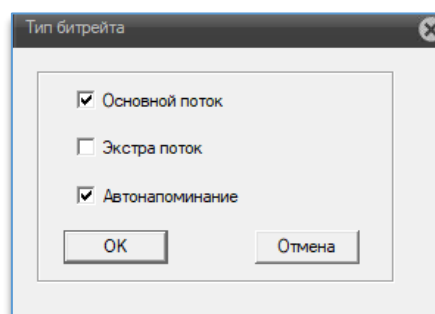 Тип битрейта
Основной поток
Экстра поток
Автонапоминание
OK
Отмена